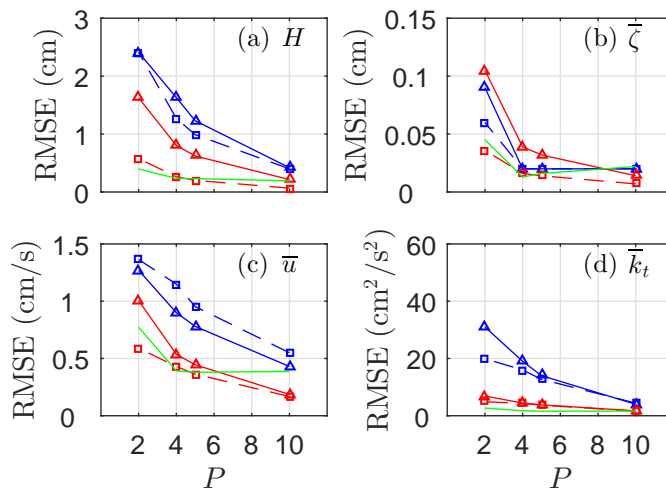 3
2
1
0
RMSE (cm)
(a) H
0.15
0.1
0.05
0
RMSE (cm)
(b) ζ̅
1.5
1
0.5
0
2 4 6 8 10
RMSE (cm/s)
P
(c) u̅
60
40
20
0
2 4 6 8 10
RMSE (cm²/s²)
P
(d) k̅ₜ